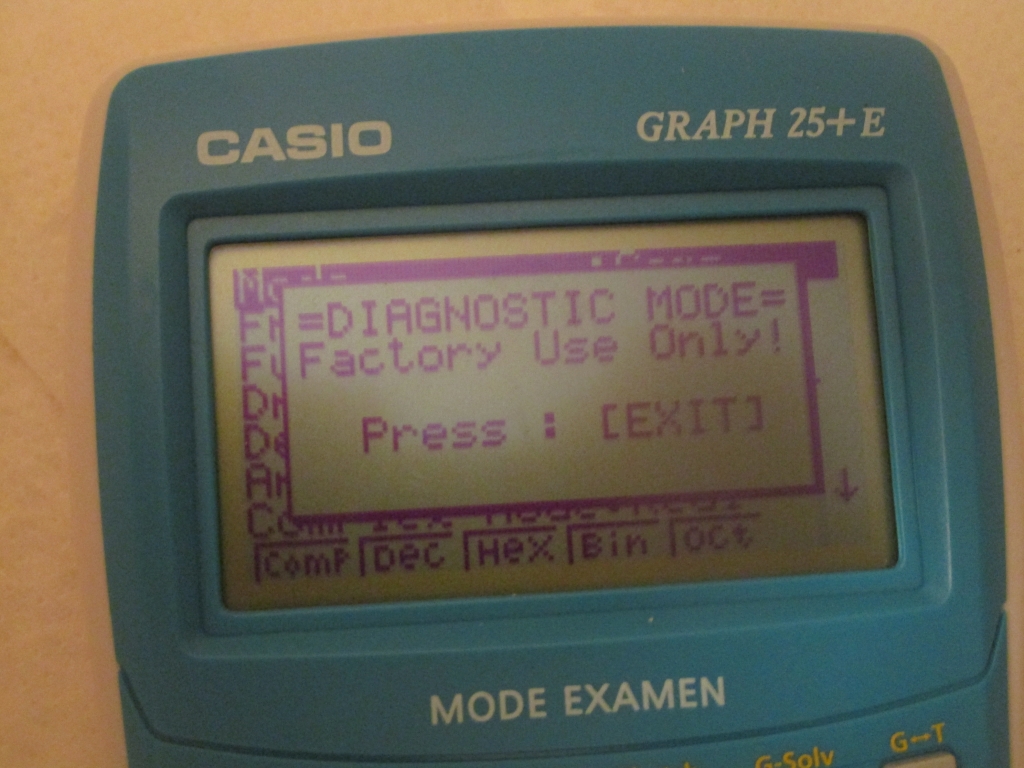 CASIO
GRAPH 25+E
=DIAGNOSTIC MODE=
Factory Use Only!
Press : [EXIT]
↓
Comp Dec Hex Bin Oct
MODE EXAMEN
G-Solv G↔T